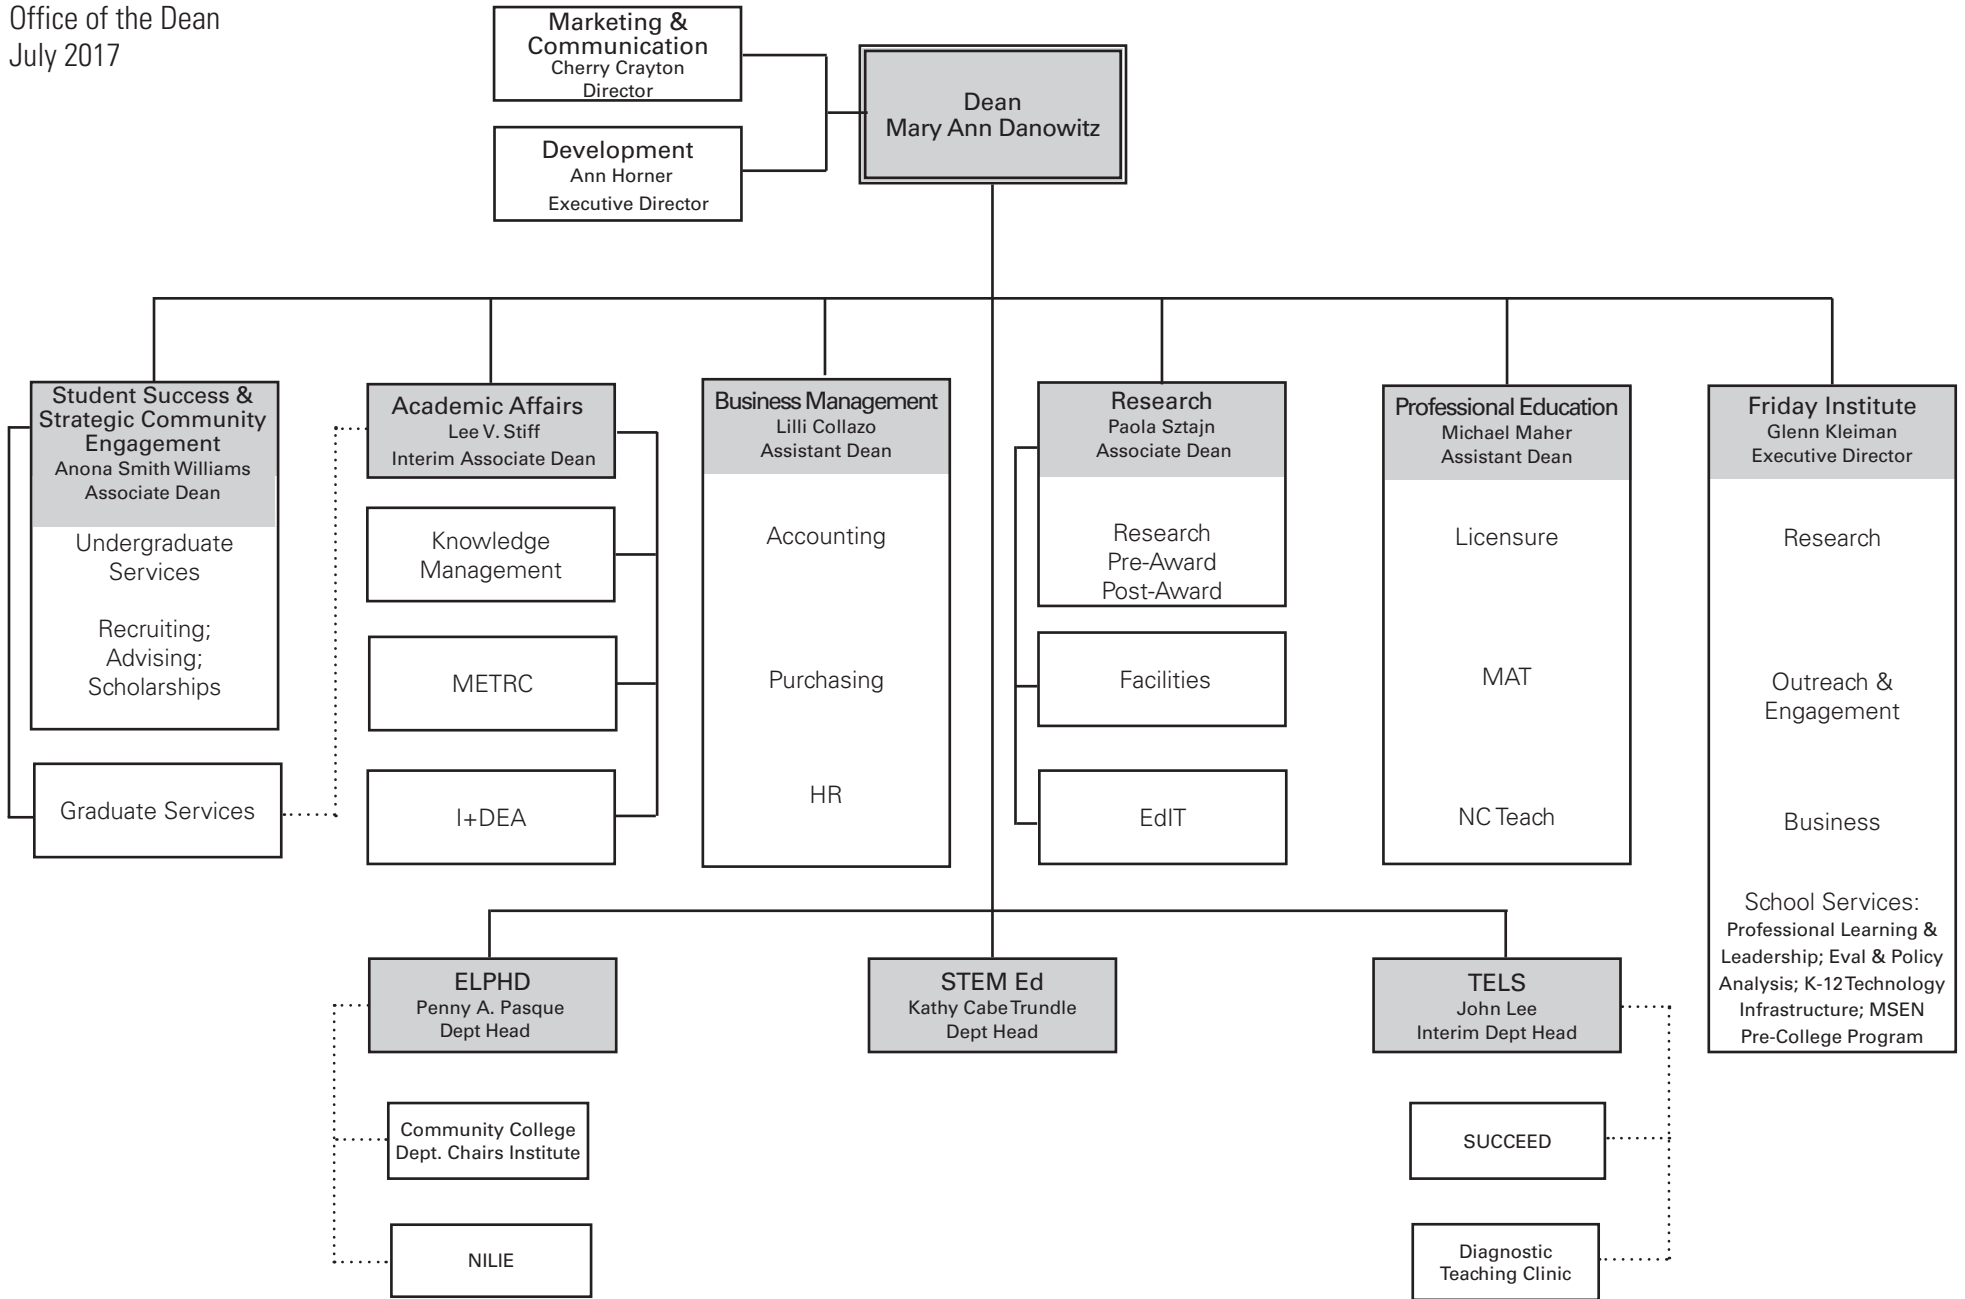 Office of the Dean
July 2017
Marketing &
Communication
Cherry Crayton
Director
Development
Ann Horner
Executive Director
Dean
Mary Ann Danowitz
Student Success &
Strategic Community
Engagement
Anona Smith Williams
Associate Dean
Undergraduate
Services
Recruiting;
Advising;
Scholarships
Graduate Services
Academic Affairs
Lee V. Stiff
Interim Associate Dean
Knowledge
Management
METRC
I+DEA
Business Management
Lilli Collazo
Assistant Dean
Accounting
Purchasing
HR
Research
Paola Sztajn
Associate Dean
Research
Pre-Award
Post-Award
Facilities
EdIT
Professional Education
Michael Maher
Assistant Dean
Licensure
MAT
NC Teach
Friday Institute
Glenn Kleiman
Executive Director
Research
Outreach &
Engagement
Business
School Services:
Professional Learning &
Leadership; Eval & Policy
Analysis; K-12 Technology
Infrastructure; MSEN
Pre-College Program
ELPHD
Penny A. Pasque
Dept Head
Community College
Dept. Chairs Institute
NILIE
STEM Ed
Kathy Cabe Trundle
Dept Head
TELS
John Lee
Interim Dept Head
SUCCEED
Diagnostic
Teaching Clinic